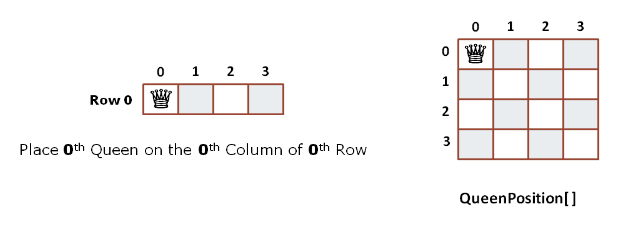 0 1 2 3
Row 0
Place 0th Queen on the 0th Column of 0th Row
0 1 2 3
0
1
2
3
QueenPosition[ ]